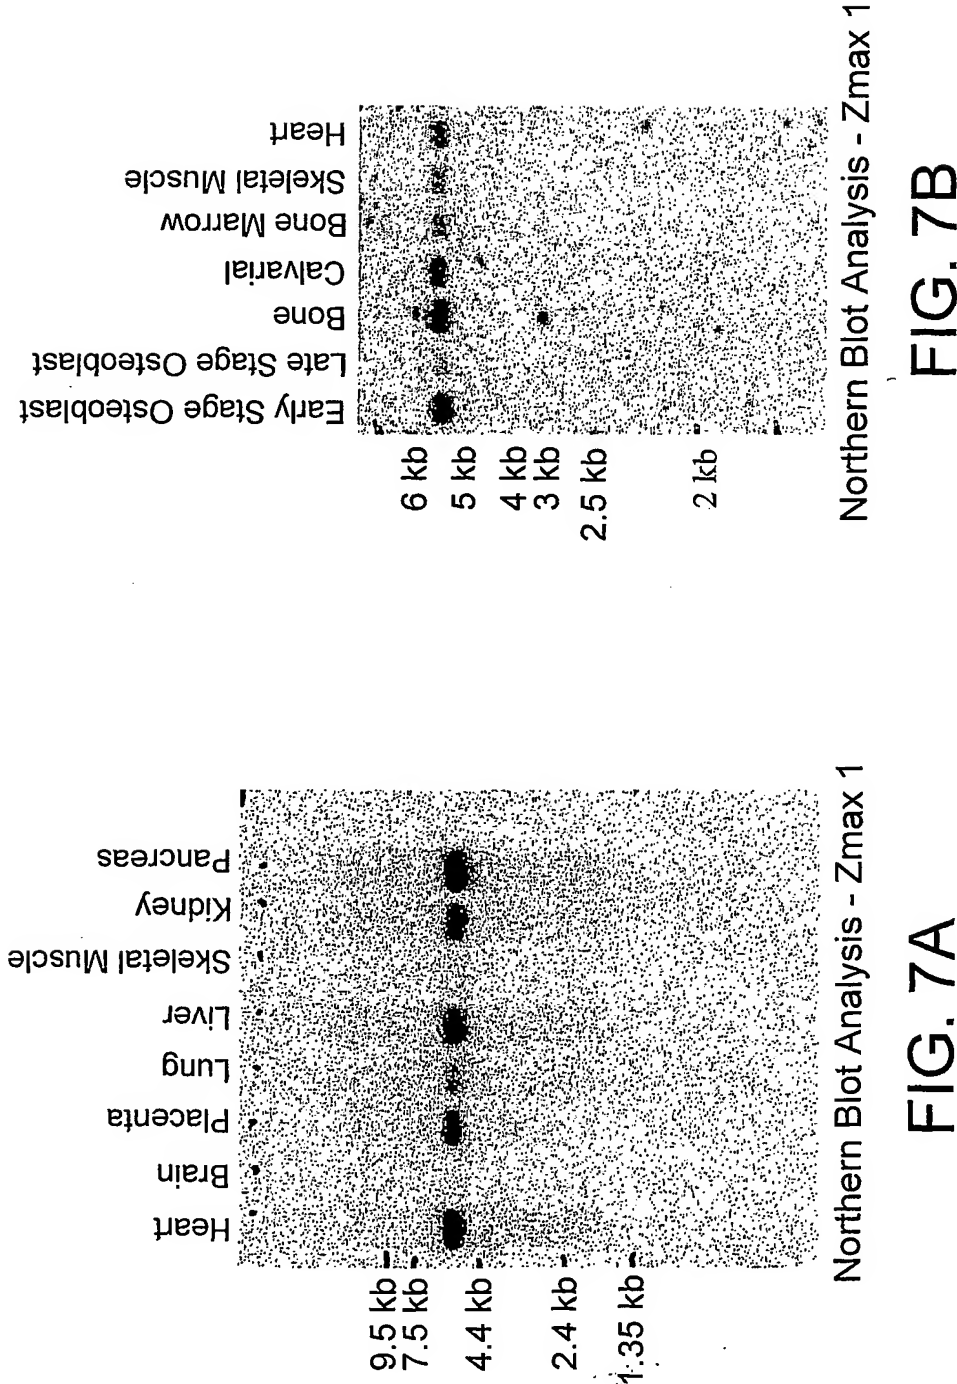 Heart
Brain
Placenta
Lung
Liver
Skeletal Muscle
Kidney
Pancreas
9.5 kb
7.5 kb
4.4 kb
2.4 kb
1.35 kb
Northern Blot Analysis - Zmax 1
FIG. 7A
Early Stage Osteoblast
Late Stage Osteoblast
Bone
Calvarial
Bone Marrow
Skeletal Muscle
Heart
6 kb
5 kb
4 kb
3 kb
2.5 kb
2 kb
Northern Blot Analysis - Zmax 1
FIG. 7B